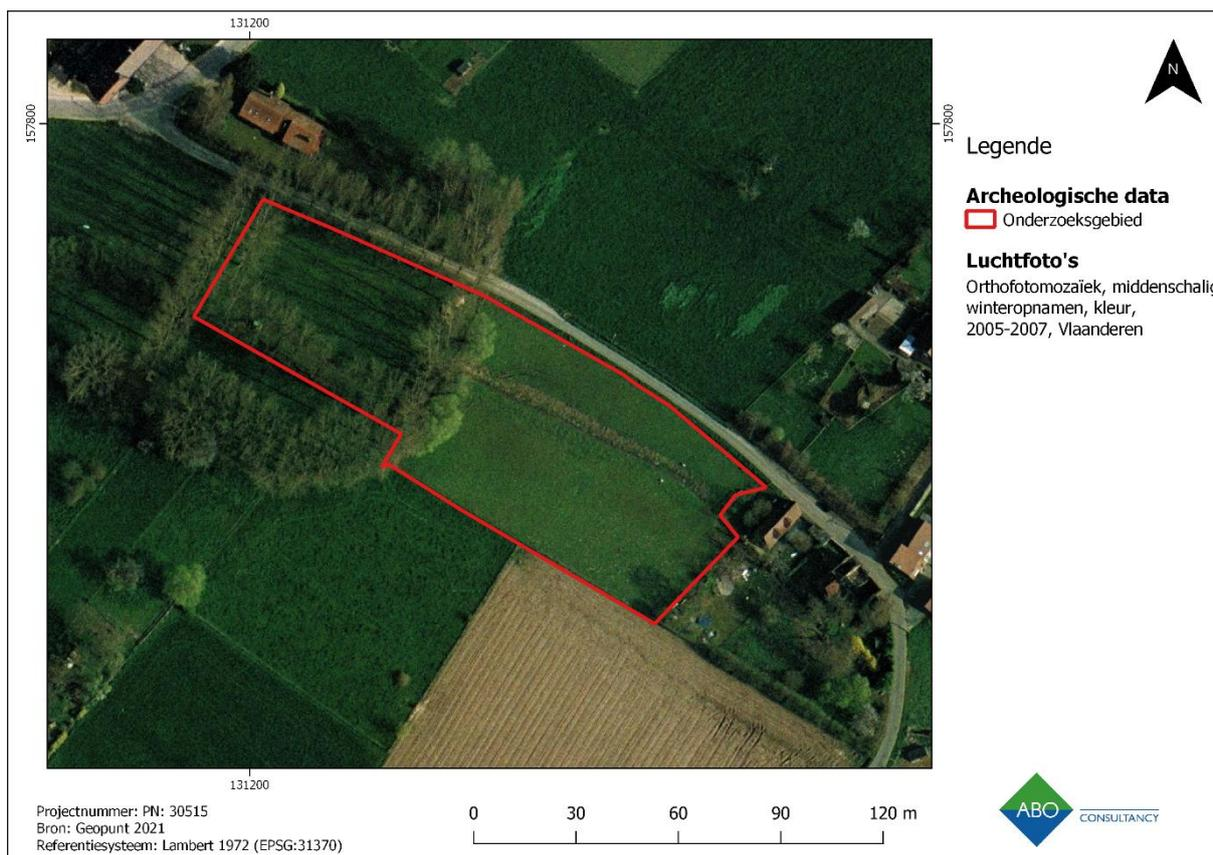 131200
157800
157800
N
Legende
Archeologische data
Onderzoeksgebied
Luchtfoto's
Orthofotomozaïek, middenschalig
winteropnamen, kleur,
2005-2007, Vlaanderen
131200
Projectnummer: PN: 30515
Bron: Geopunt 2021
Referentiesysteem: Lambert 1972 (EPSG:31370)
0 30 60 90 120 m
ABO
CONSULTANCY